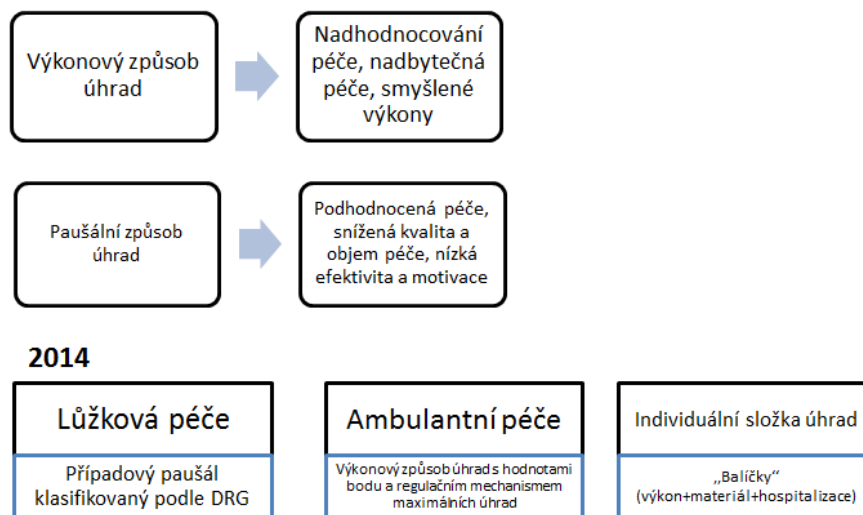 Výkonový způsob
úhrad
Nadhodnocování
péče, nadbytečná
péče, smyšlené
výkony
Paušální způsob
úhrad
Podhodnocená péče,
snížená kvalita a
objem péče, nízká
efektivita a motivace
2014
Lůžková péče
Případový paušál
klasifikovaný podle DRG
Ambulantní péče
Výkonový způsob úhrad s hodnotami
bodu a regulačním mechanismem
maximálních úhrad
Individuální složka úhrad
„Balíčky“
(výkon+materiál+hospitalizace)